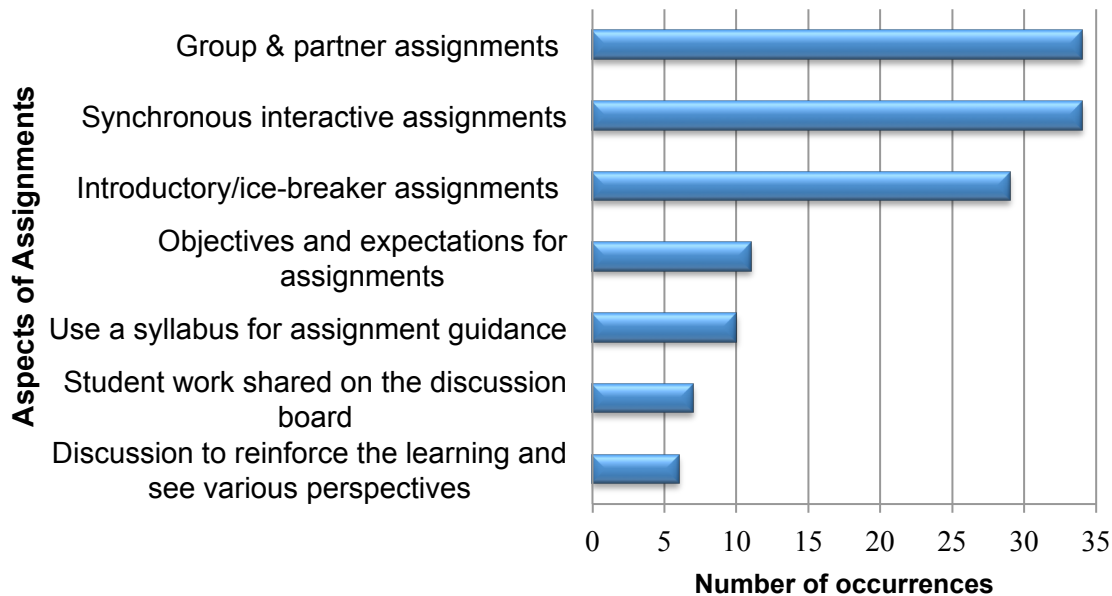 Aspects of Assignments
Group & partner assignments
Synchronous interactive assignments
Introductory/ice-breaker assignments
Objectives and expectations for
assignments
Use a syllabus for assignment guidance
Student work shared on the discussion
board
Discussion to reinforce the learning and
see various perspectives
0 5 10 15 20 25 30 35
Number of occurrences